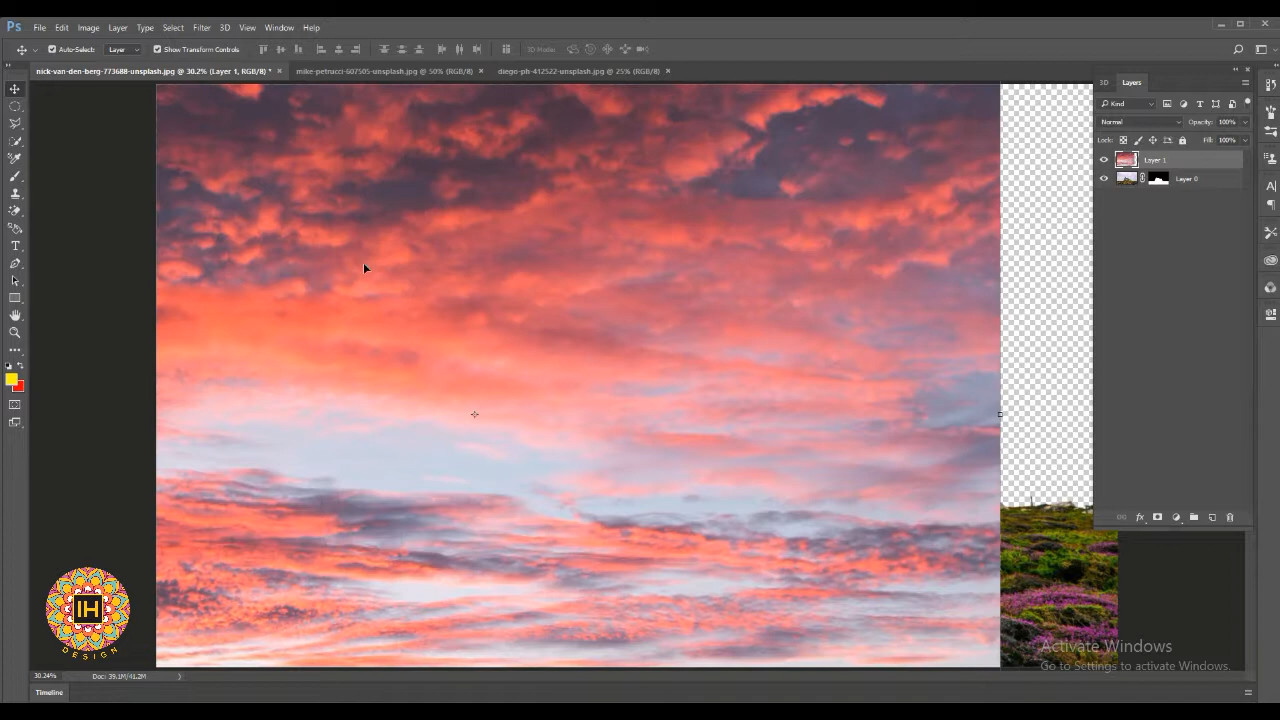 Ps File Edit Image Layer Type Select Filter 3D View Window Help
Auto-Select: Layer Show Transform Controls 3D Mode:
nick-van-den-berg-773688-unsplash.jpg @ 30.2% (Layer 1, RGB/8) * × mike-petrucci-607505-unsplash.jpg @ 50% (RGB/8) × diego-ph-412522-unsplash.jpg @ 25% (RGB/8) ×
3D Layers
Kind
Normal Opacity: 100%
Lock: Fill: 100%
Layer 1
Layer 0
IH
DESIGN
Activate Windows
Go to Settings to activate Windows.
30.24% Doc: 39.1M/41.2M
Timeline